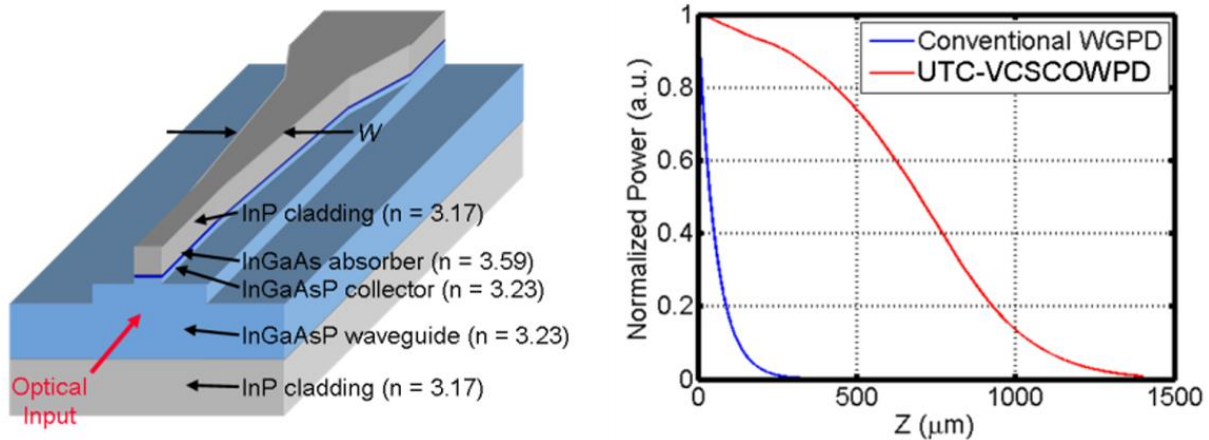 W
InP cladding (n = 3.17)
InGaAs absorber (n = 3.59)
InGaAsP collector (n = 3.23)
InGaAsP waveguide (n = 3.23)
Optical
Input
InP cladding (n = 3.17)
Normalized Power (a.u.)
1
0.8
0.6
0.4
0.2
0
Conventional WGPD
UTC-VCSCOWPD
0 500 1000 1500
Z (μm)